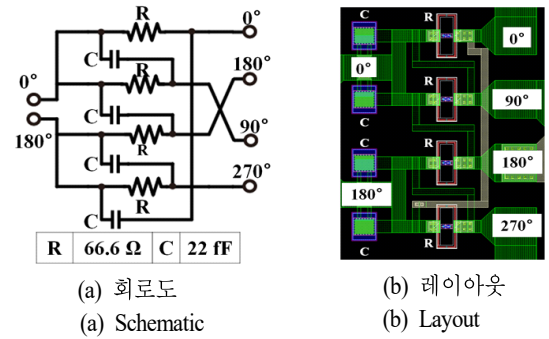 R
0°
C
180°
0°
R
C
180°
R
90°
C
270°
C
R
R 66.6 Ω C 22 fF
(a) 회로도
(a) Schematic
C
R
0°
0°
R
90°
C
C
R
180°
180°
C
R
270°
(b) 레이아웃
(b) Layout